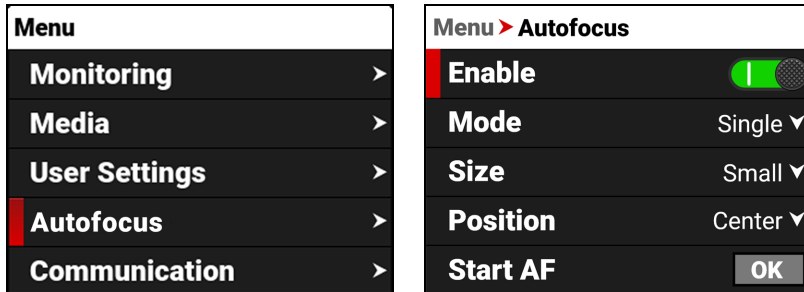 Menu
Monitoring
Media
User Settings
Autofocus
Communication
Menu > Autofocus
Enable
Mode Single
Size Small
Position Center
Start AF OK